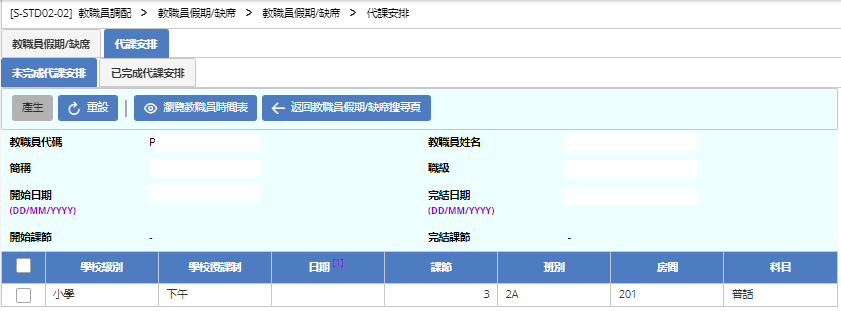 [S-STD02-02] 教職員調配 > 教職員假期/缺席 > 教職員假期/缺席 > 代課安排
教職員假期/缺席 代課安排
未完成代課安排 已完成代課安排
產生 重設 | 瀏覽教職員時間表 返回教職員假期/缺席搜尋頁
教職員代碼 P 教職員姓名
簡稱 職級
開始日期 完結日期
(DD/MM/YYYY) (DD/MM/YYYY)
開始課節 - 完結課節 -
學校級別 學校授課制 日期 [1] 課節 班別 房間 科目
小學 下午 3 2A 201 普話